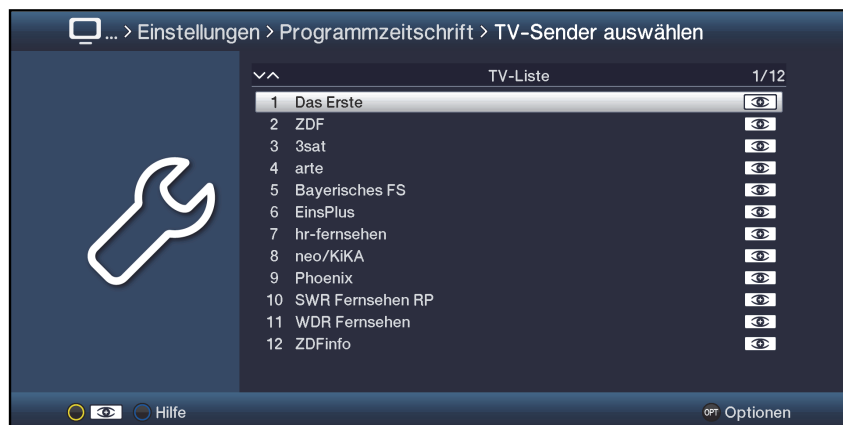 ... > Einstellungen > Programmzeitschrift > TV-Sender auswählen
TV-Liste 1/12
1 Das Erste
2 ZDF
3 3sat
4 arte
5 Bayerisches FS
6 EinsPlus
7 hr-fernsehen
8 neo/KiKA
9 Phoenix
10 SWR Fernsehen RP
11 WDR Fernsehen
12 ZDFinfo
Hilfe OPT Optionen